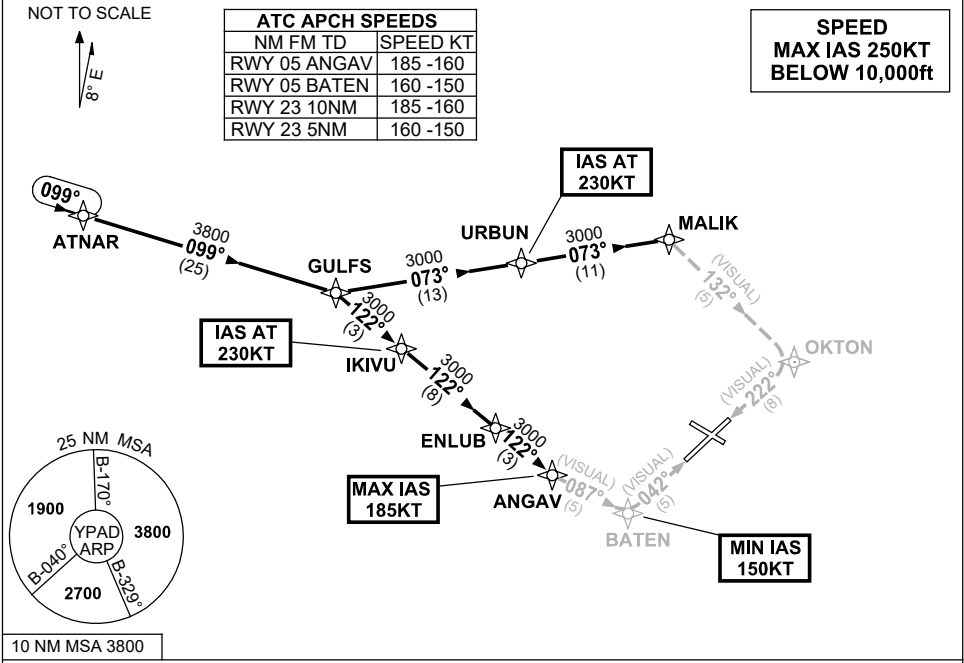 NOT TO SCALE
8° E
ATC APCH SPEEDS
NM FM TD SPEED KT
RWY 05 ANGAV 185 -160
RWY 05 BATEN 160 -150
RWY 23 10NM 185 -160
RWY 23 5NM 160 -150
SPEED
MAX IAS 250KT
BELOW 10,000ft
099°
ATNAR
3800
099°
(25)
GULFS
3000
073°
(13)
URBUN
IAS AT
230KT
3000
073°
(11)
MALIK
(VISUAL)
132°
(5)
OKTON
(VISUAL)
222°
(8)
3000
122°
(3)
IAS AT
230KT
IKIVU
3000
122°
(8)
ENLUB
3000
122°
(3)
MAX IAS
185KT
ANGAV
(VISUAL)
087°
(5)
BATEN
(VISUAL)
042°
(5)
MIN IAS
150KT
25 NM MSA
B-170°
1900
YPAD
ARP
3800
B-040°
B-329°
2700
10 NM MSA 3800